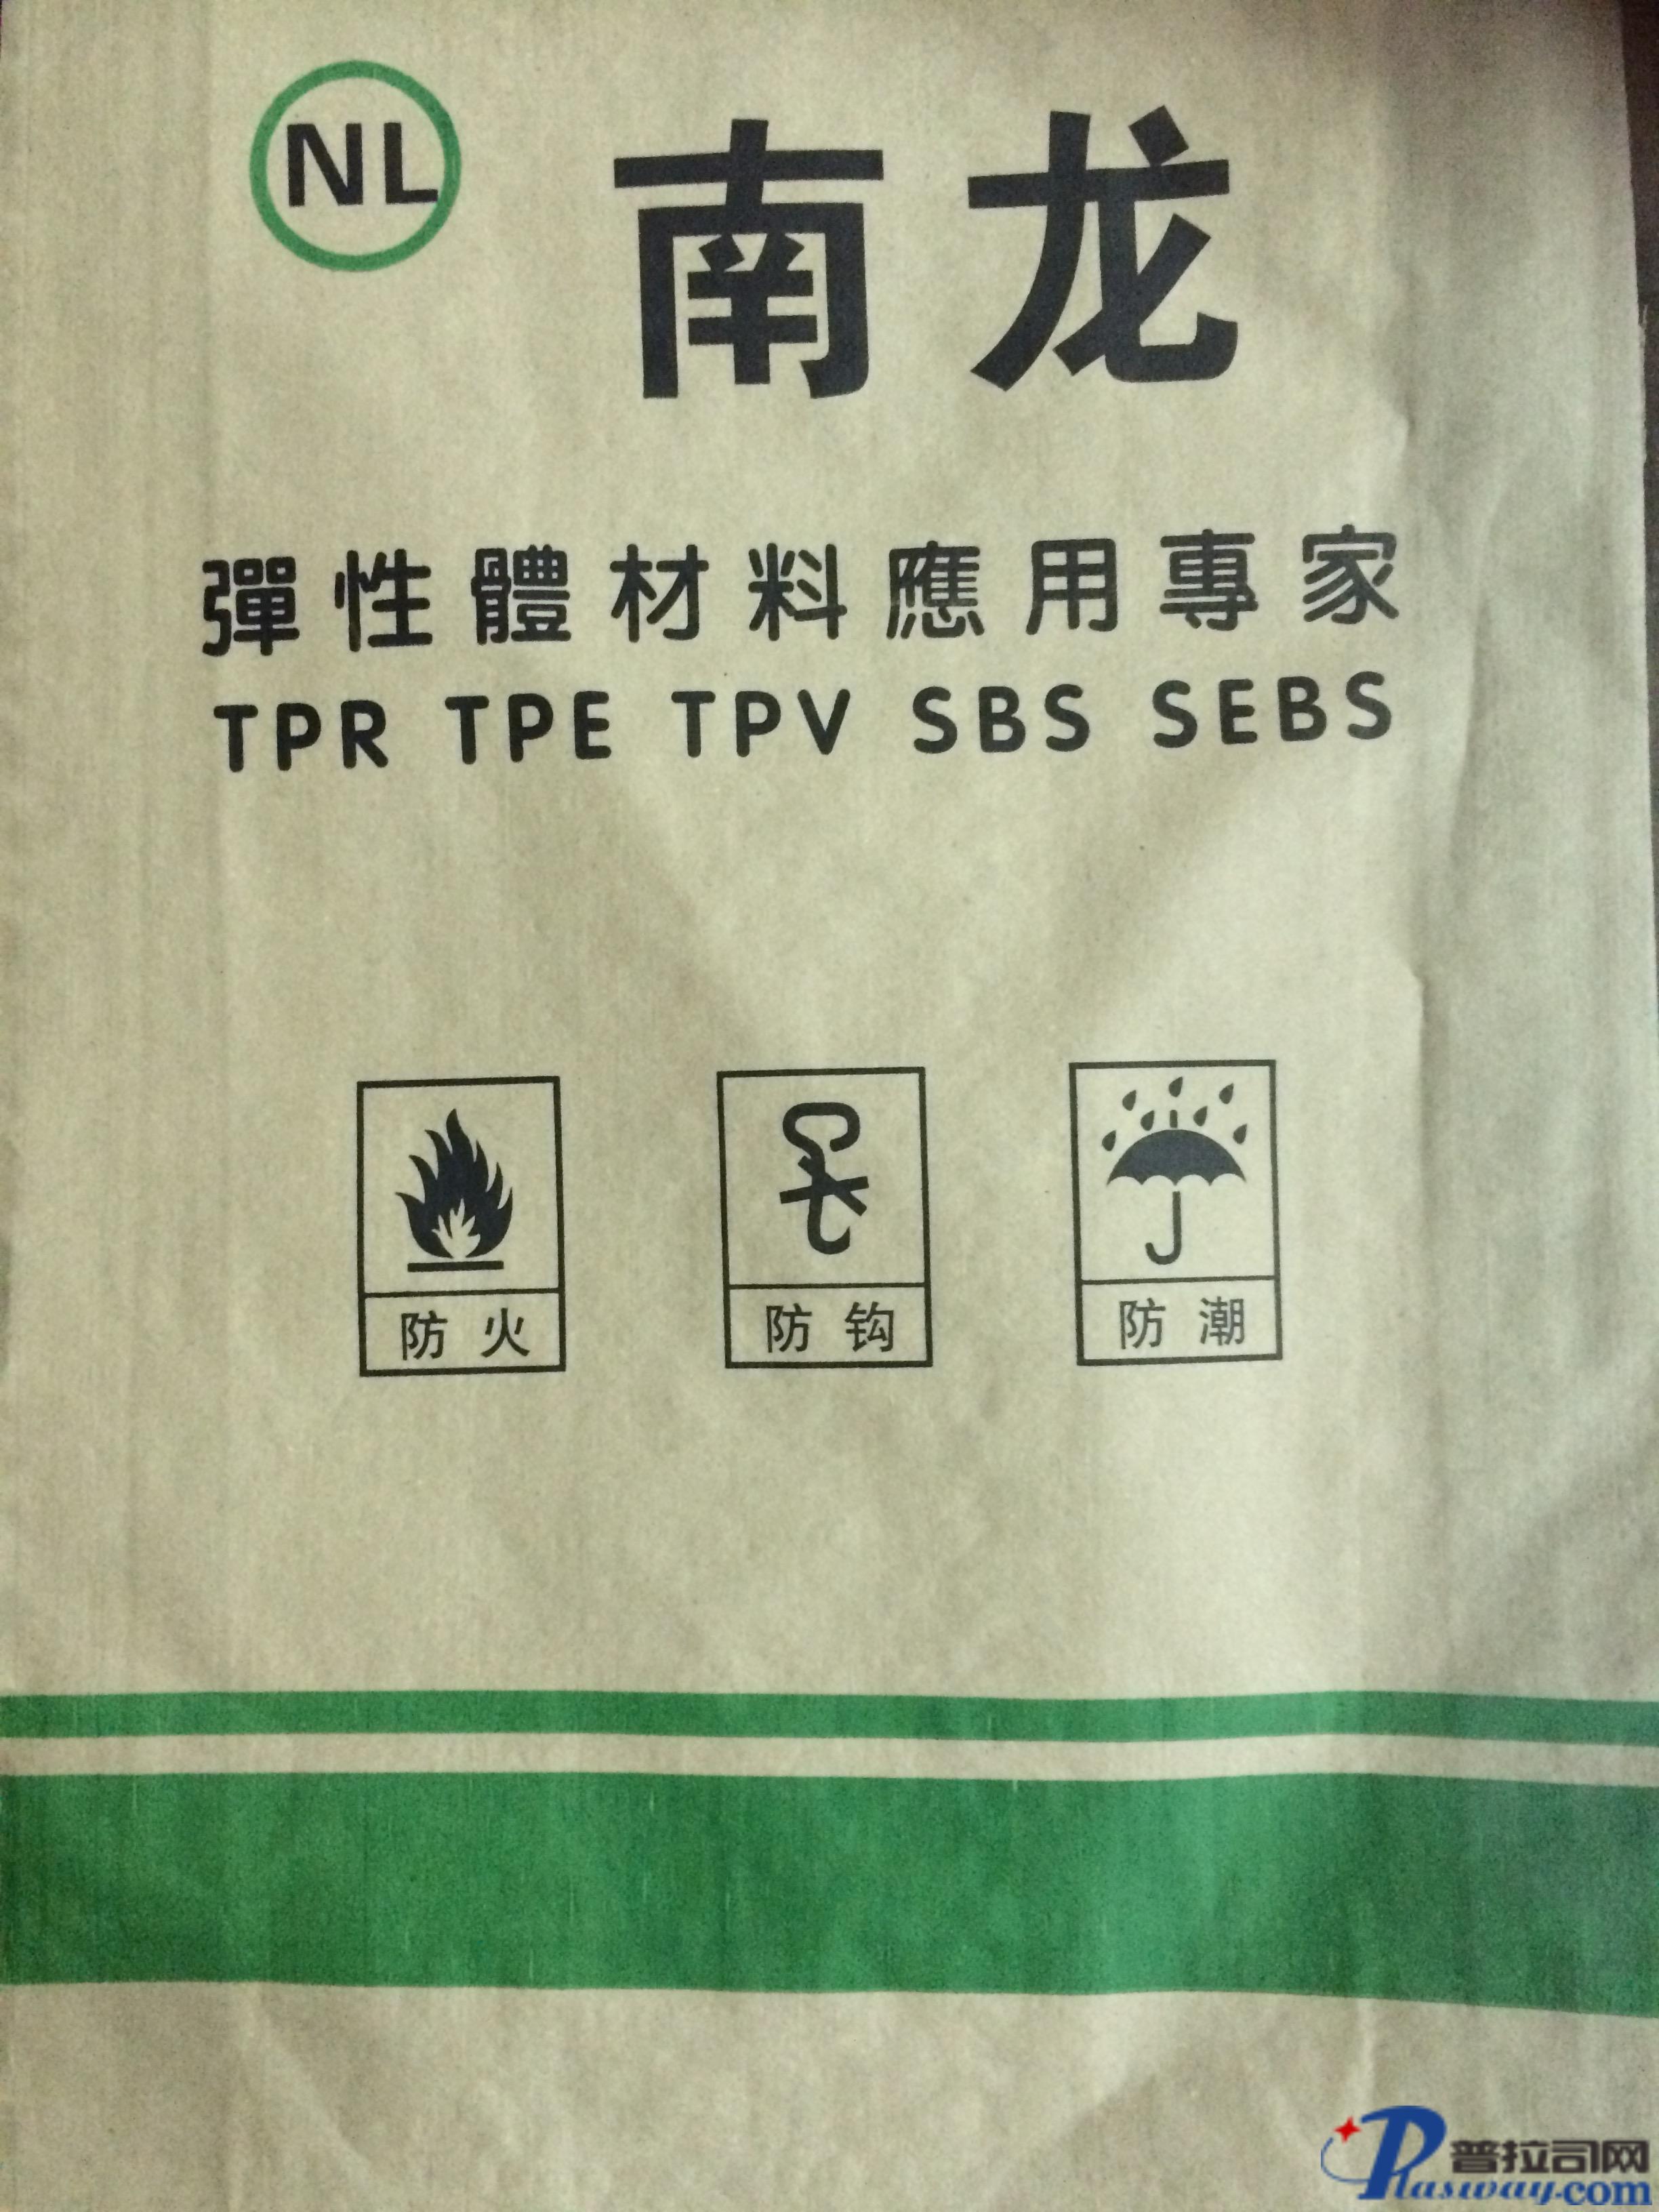 NL 南龙
彈性體材料應用專家
TPR TPE TPV SBS SEBS
防火 防钩 防潮
普拉司网
Plasway.com